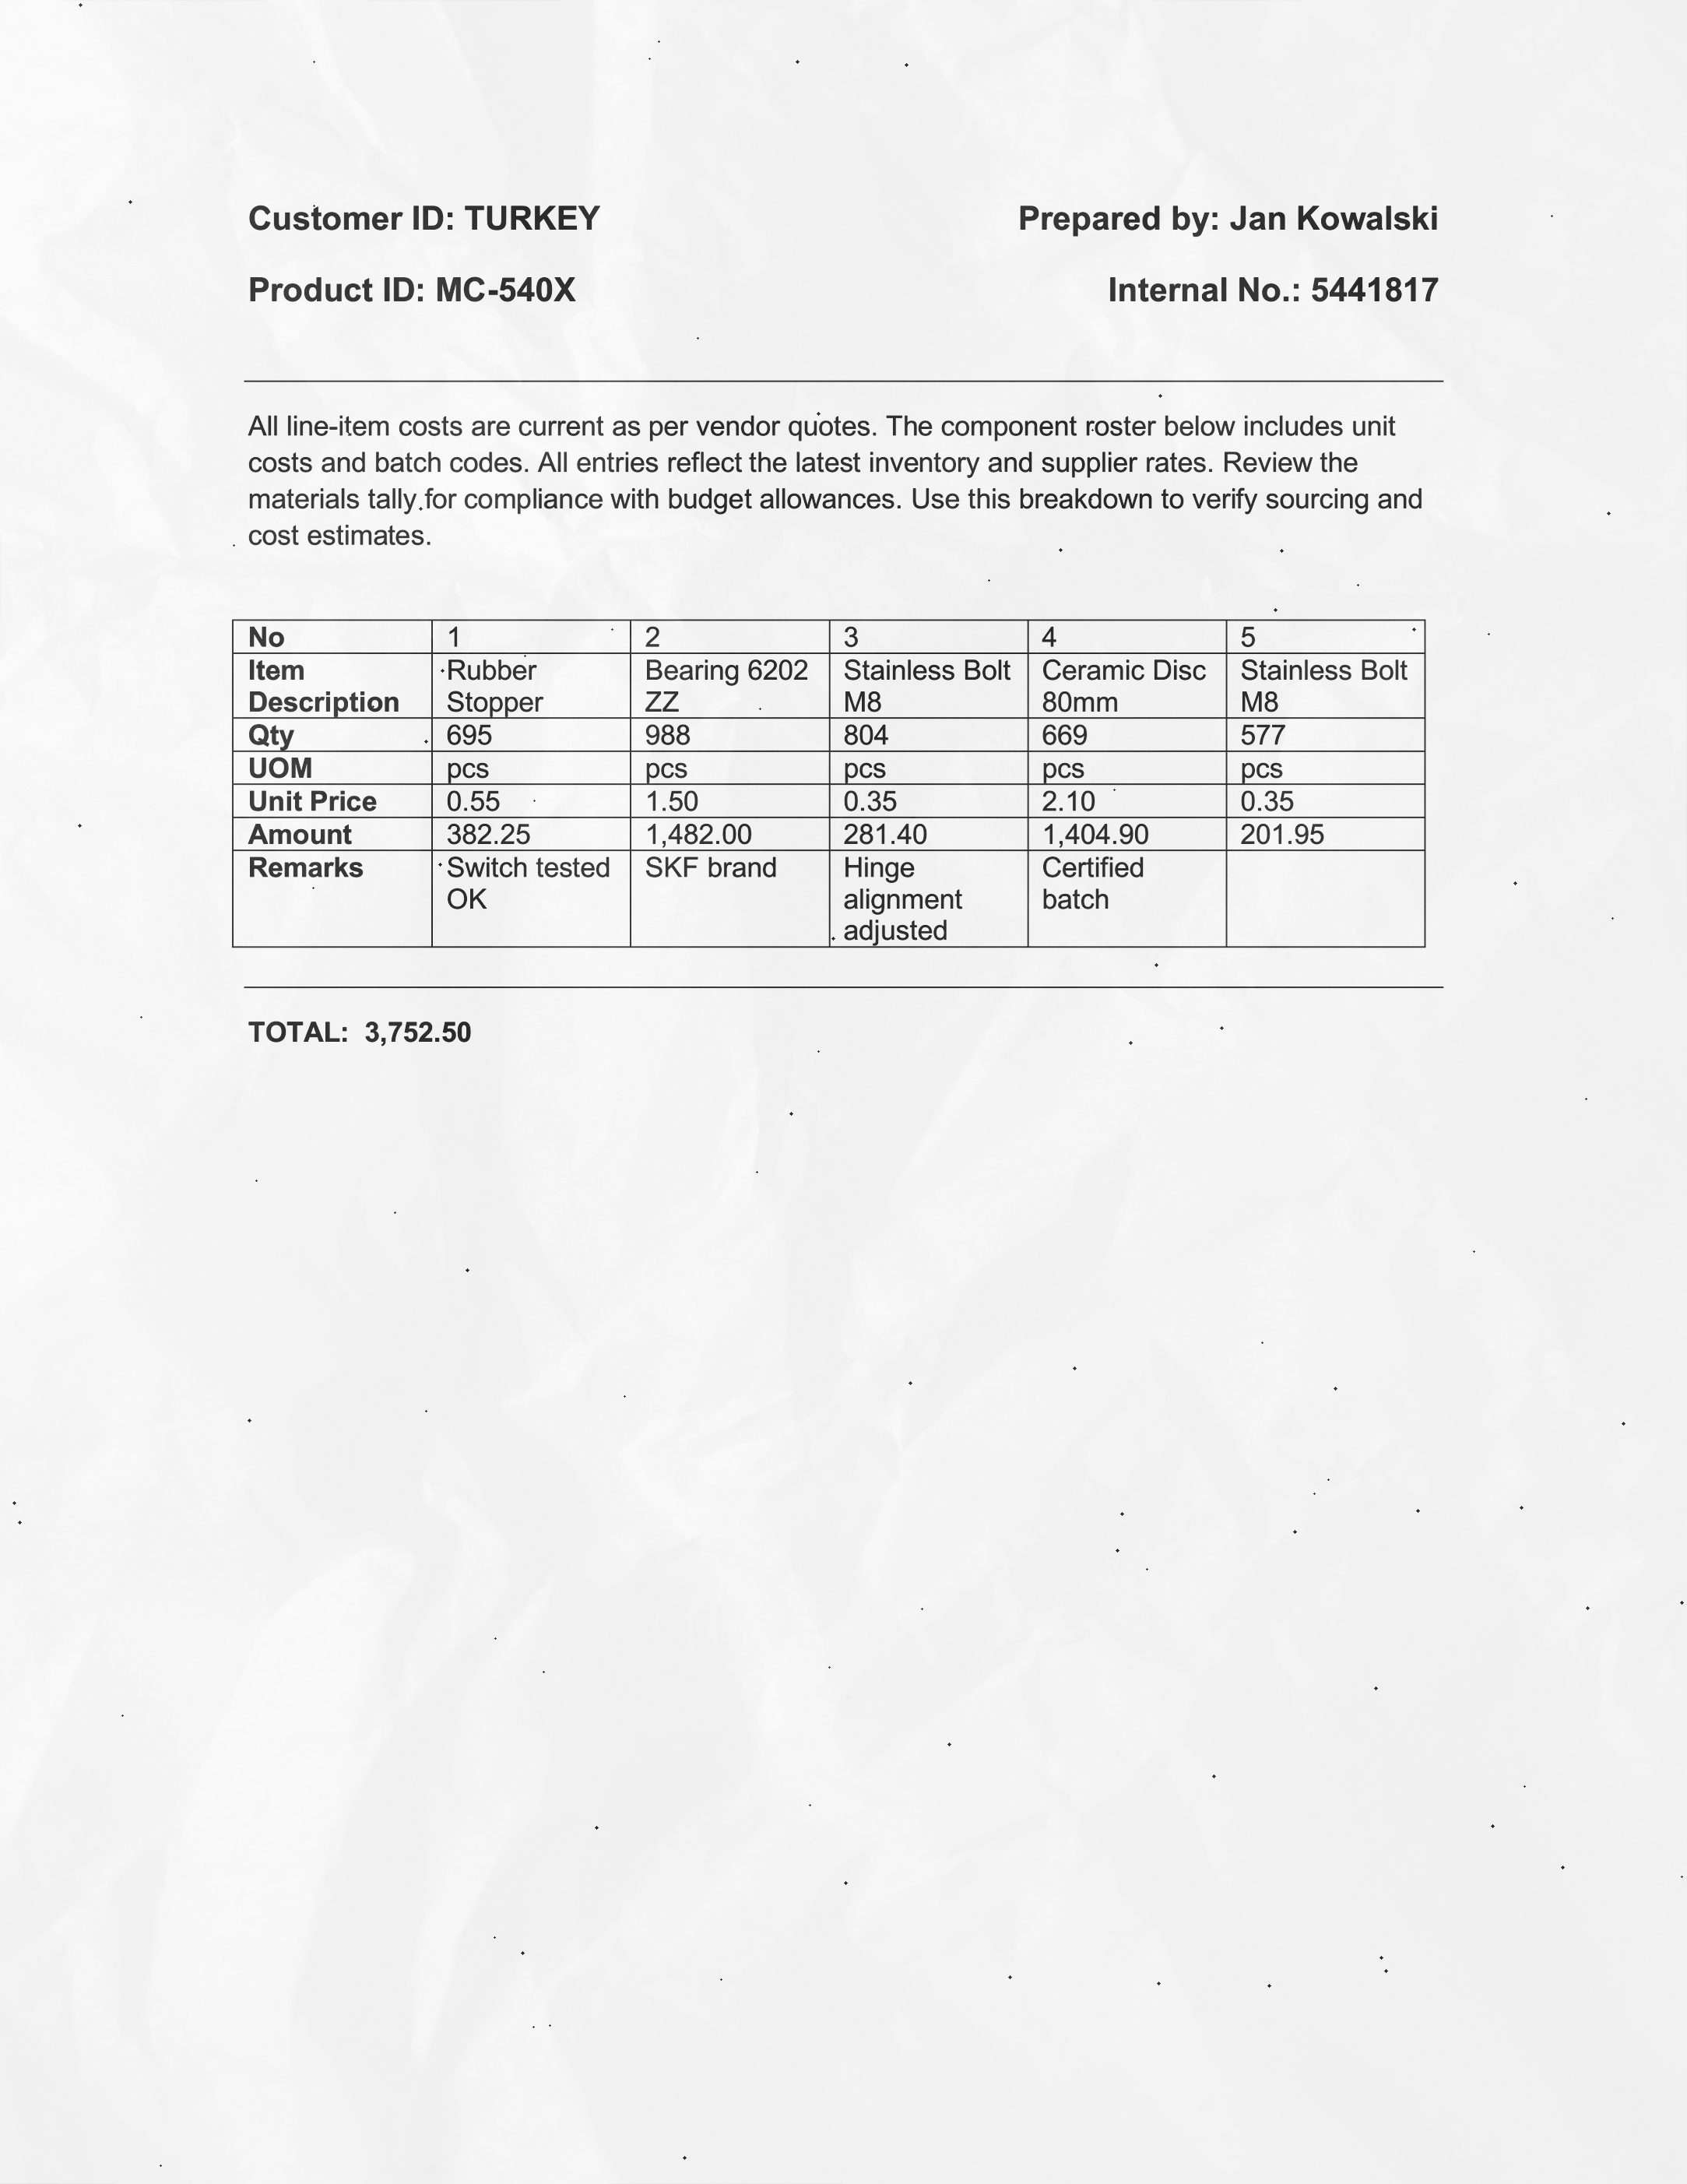 Customer ID: TURKEY Prepared by: Jan Kowalski
Product ID: MC-540X Internal No.: 5441817
All line-item costs are current as per vendor quotes. The component roster below includes unit
costs and batch codes. All entries reflect the latest inventory and supplier rates. Review the
materials tally for compliance with budget allowances. Use this breakdown to verify sourcing and
cost estimates.
No 1 2 3 4 5
Item Rubber Bearing 6202 Stainless Bolt Ceramic Disc Stainless Bolt
Description Stopper ZZ M8 80mm M8
Qty 695 988 804 669 577
UOM pcs pcs pcs pcs pcs
Unit Price 0.55 1.50 0.35 2.10 0.35
Amount 382.25 1,482.00 281.40 1,404.90 201.95
Remarks Switch tested SKF brand Hinge Certified
OK alignment batch
adjusted
TOTAL: 3,752.50